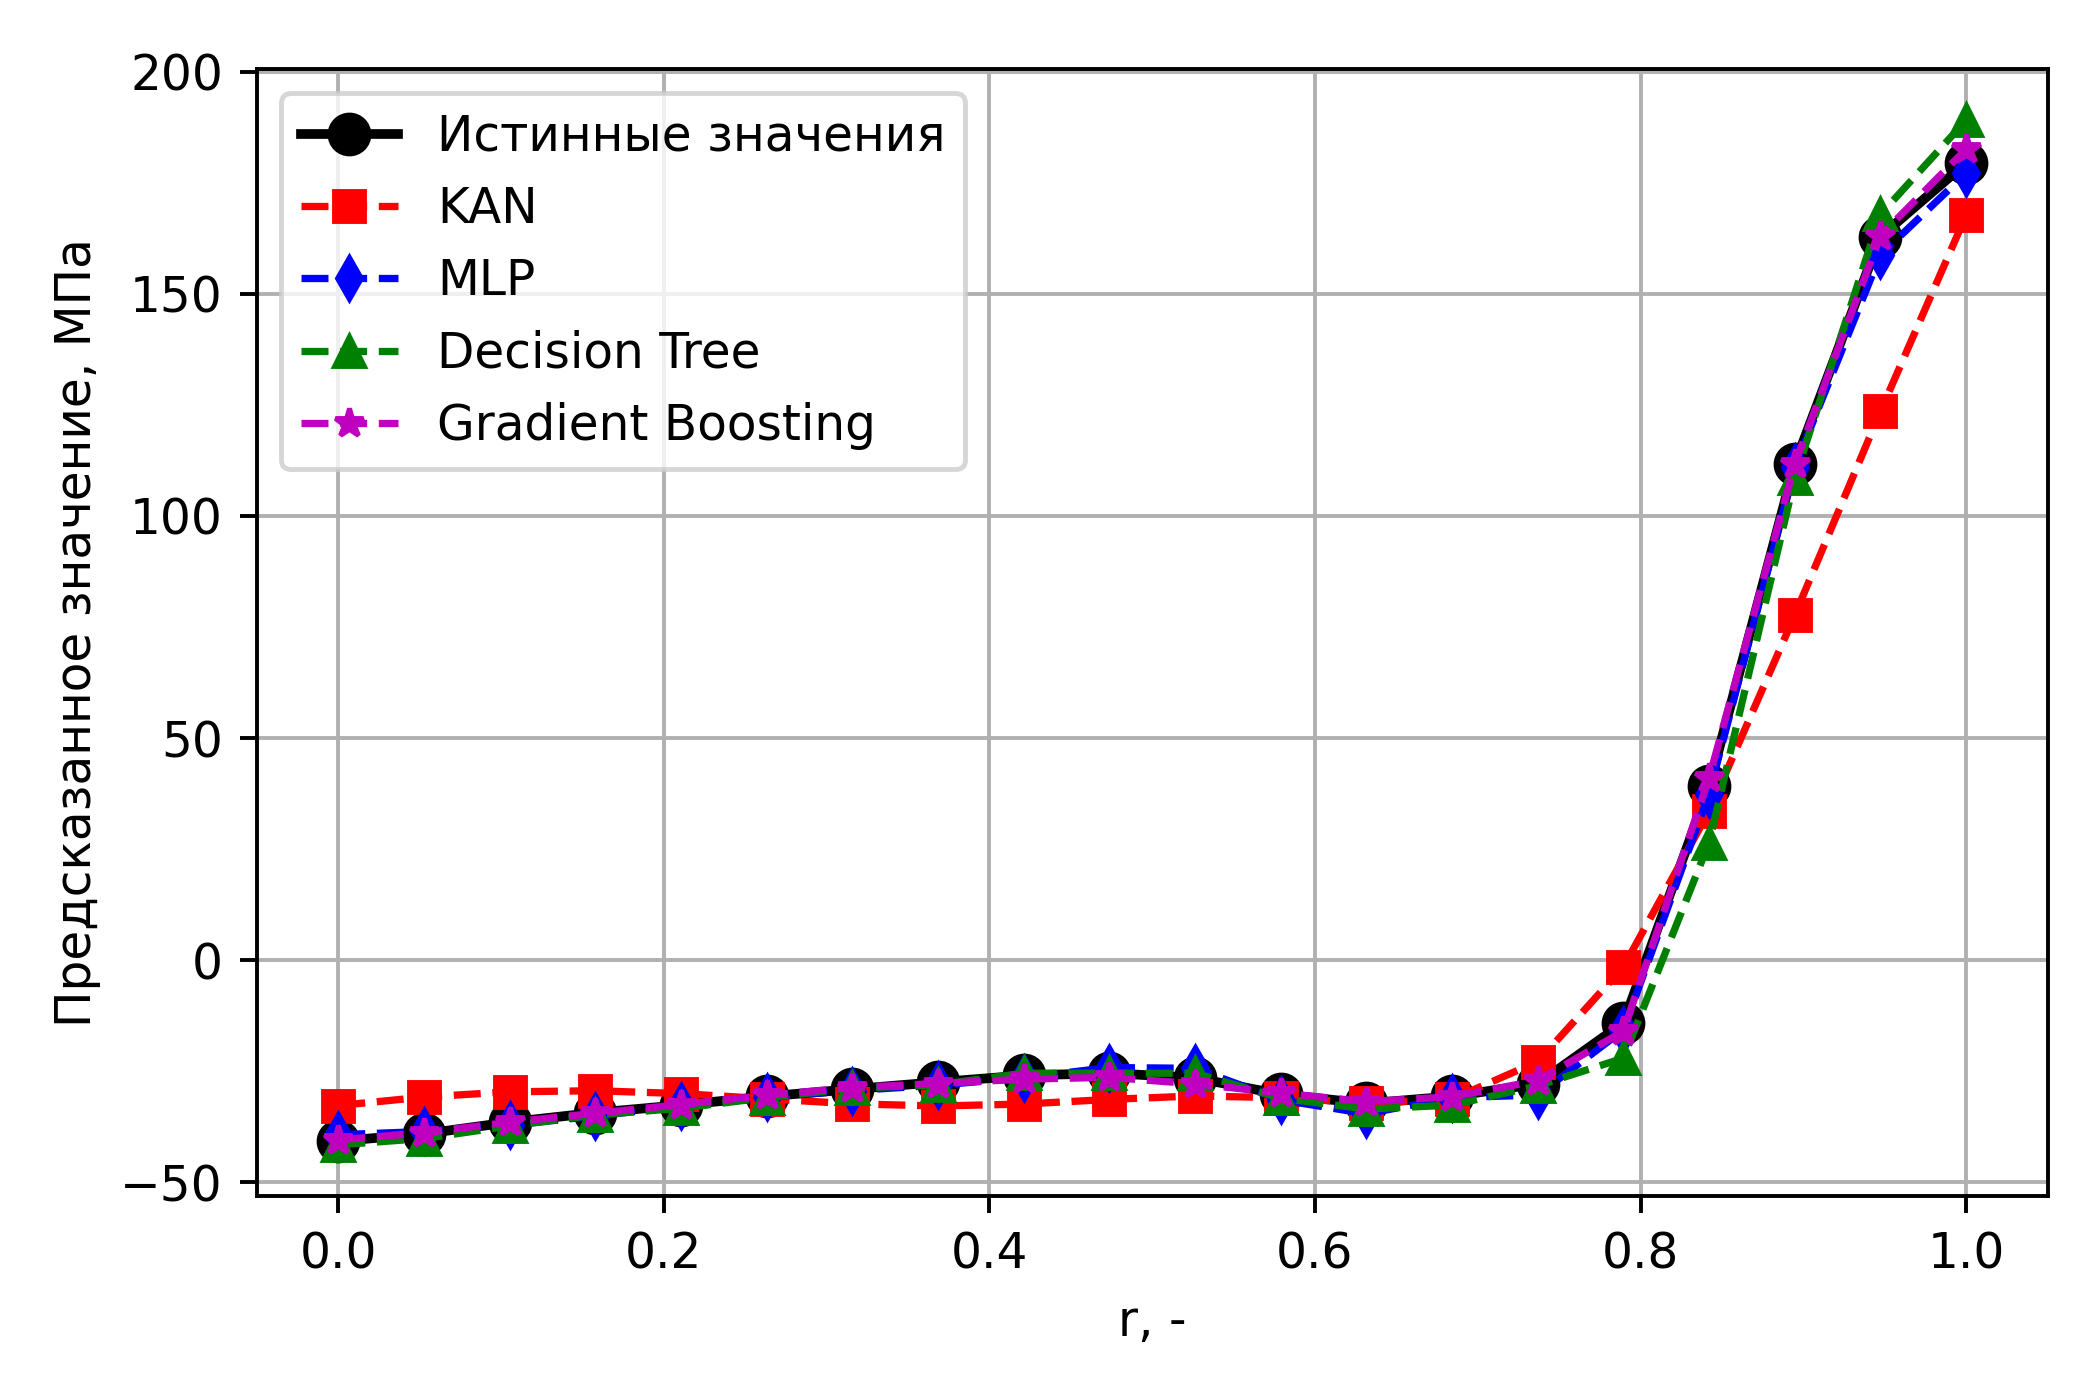 200
150
100
50
0
−50
Предсказанное значение, МПа
Истинные значения
KAN
MLP
Decision Tree
Gradient Boosting
0.0 0.2 0.4 0.6 0.8 1.0
r, -